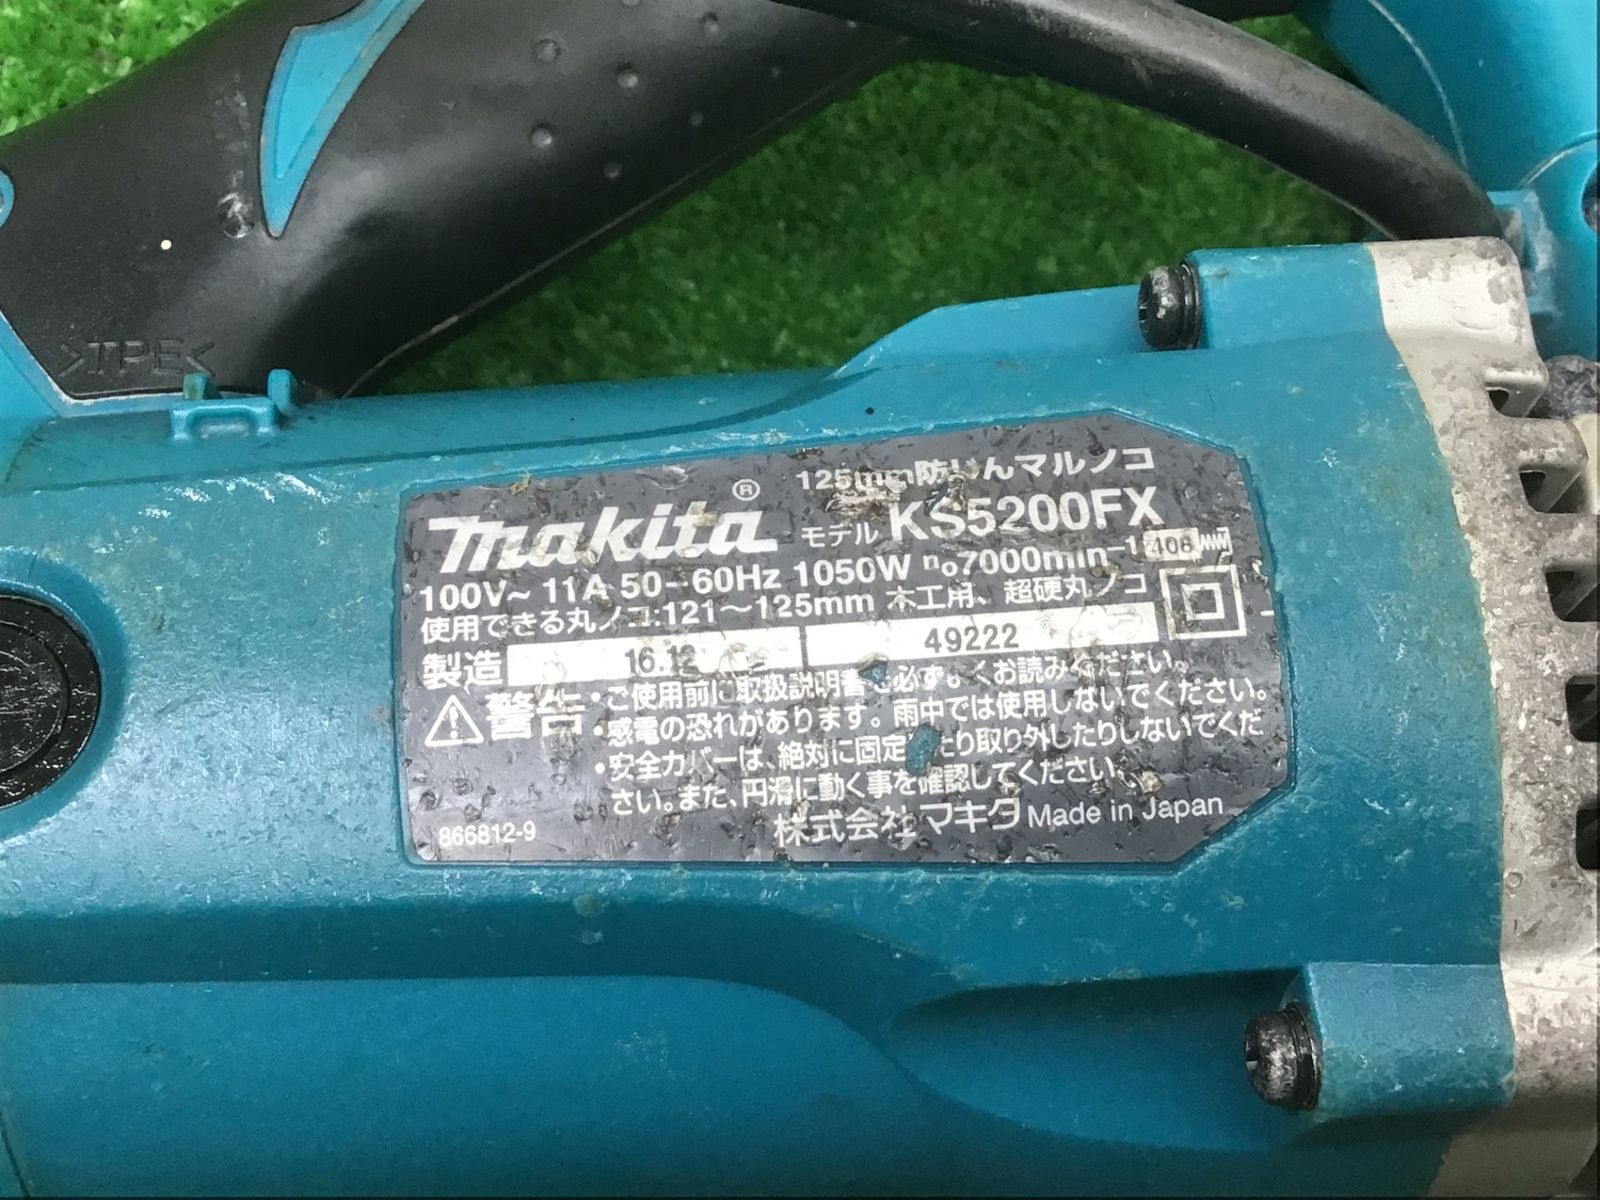 >TPE<
125mm防じんマルノコ
makita®
モデル KS5200FX
100V~ 11A 50-60Hz 1050W n₀7000min⁻¹ 408
使用できる丸ノコ:121～125mm 木工用、超硬丸ノコ
製造 16.12 49222
⚠警告
・ご使用前に取扱説明書を必ずよくお読みください。
・感電の恐れがあります。雨中では使用しないでください。
・安全カバーは、絶対に固定したり取り外したりしないでくだ
さい。また、円滑に動く事を確認してください。
866812-9 株式会社マキタ Made in Japan